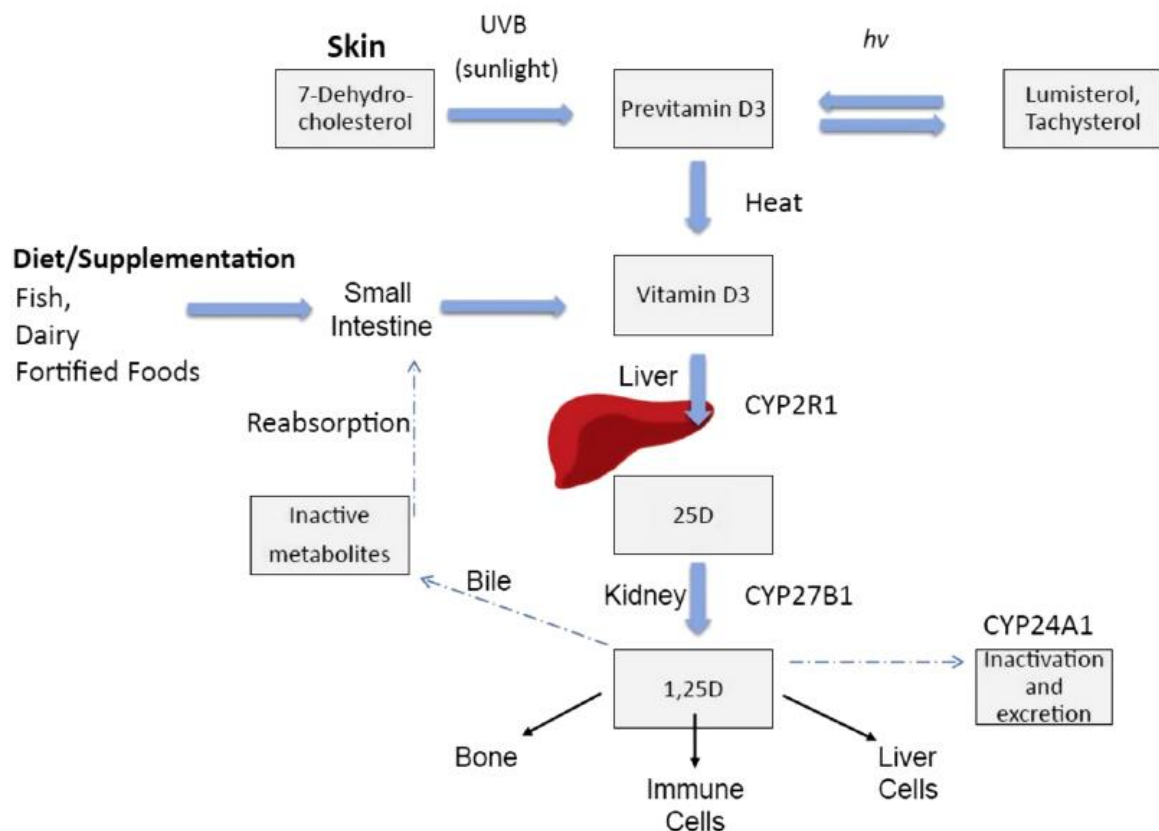 Skin
UVB
(sunlight)
hv
7-Dehydro-
cholesterol
Previtamin D3
Lumisterol,
Tachysterol
Heat
Diet/Supplementation
Fish,
Dairy
Fortified Foods
Small
Intestine
Vitamin D3
Liver
CYP2R1
Reabsorption
Inactive
metabolites
25D
Bile
Kidney
CYP27B1
CYP24A1
Inactivation
and
excretion
1,25D
Bone
Immune
Cells
Liver
Cells